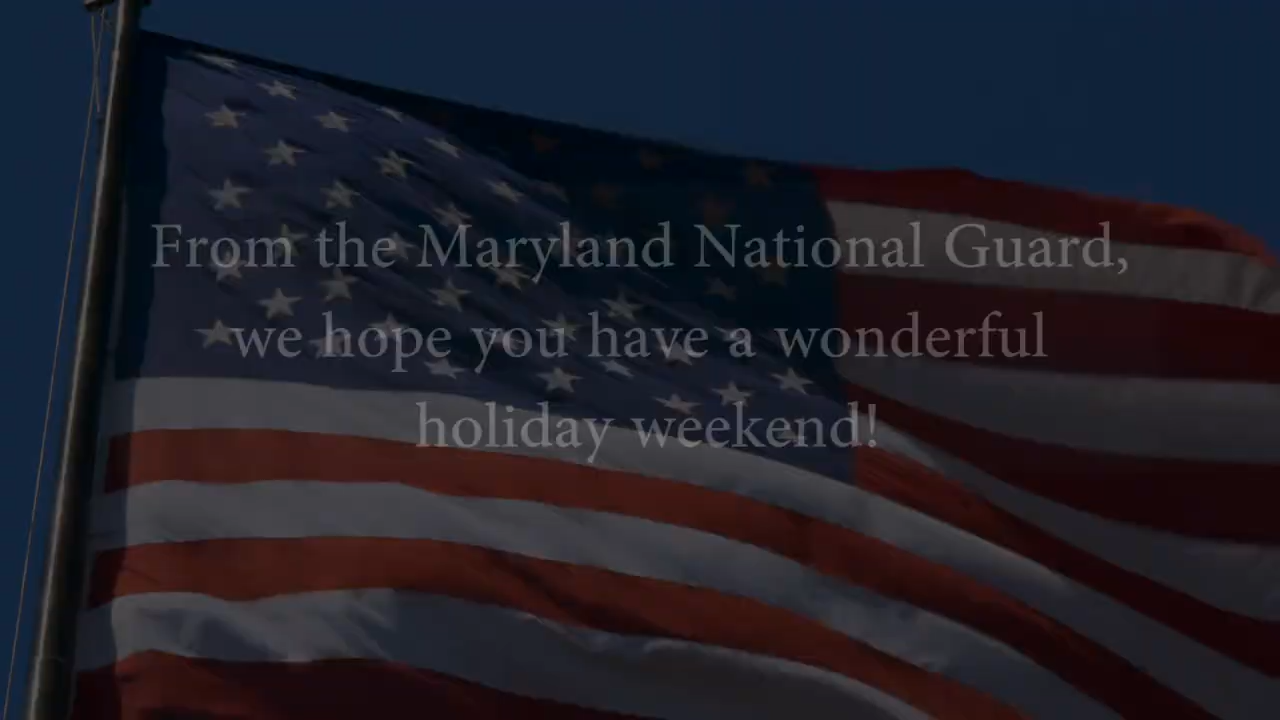 From the Maryland National Guard,
we hope you have a wonderful
holiday weekend!